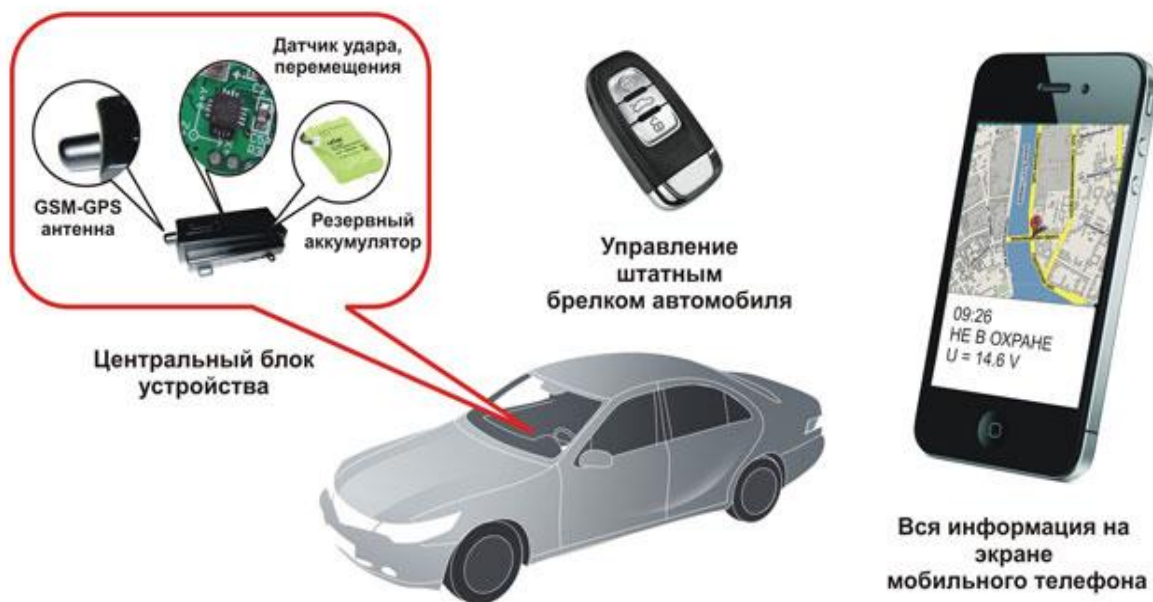 Датчик удара,
перемещения
GSM-GPS
антенна
Резервный
аккумулятор
Центральный блок
устройства
Управление
штатным
брелком автомобиля
09:26
НЕ В ОХРАНЕ
U = 14.6 V
Вся информация на
экране
мобильного телефона